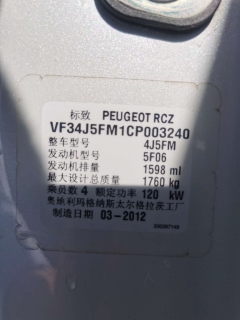 标致 PEUGEOT RCZ
VF34J5FM1CP003240
整车型号 4J5FM
发动机型号 5F06
发动机排量 1598 ml
最大设计总质量 1760 kg
乘员数 4 额定功率 120 kW
奥地利玛格纳斯太尔格拉茨工厂
制造日期 03-2012